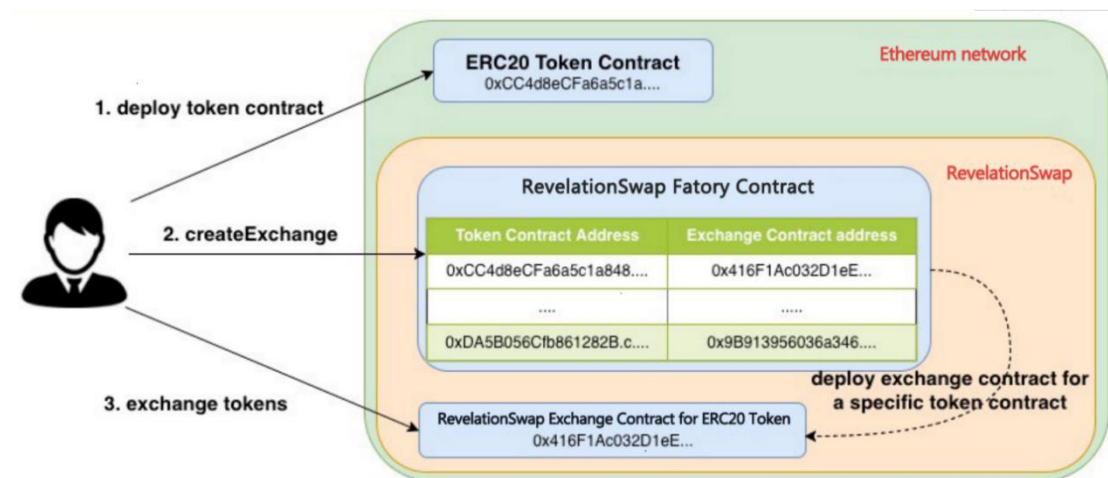 Ethereum network
ERC20 Token Contract
0xCC4d8eCFa6a5c1a....
1. deploy token contract
RevelationSwap
RevelationSwap Fatory Contract
2. createExchange
Token Contract Address Exchange Contract address
0xCC4d8eCFa6a5c1a848.... 0x416F1Ac032D1eE...
.... .....
0xDA5B056Cfb861282B.c.... 0x9B913956036a346....
deploy exchange contract for
a specific token contract
3. exchange tokens
RevelationSwap Exchange Contract for ERC20 Token
0x416F1Ac032D1eE...